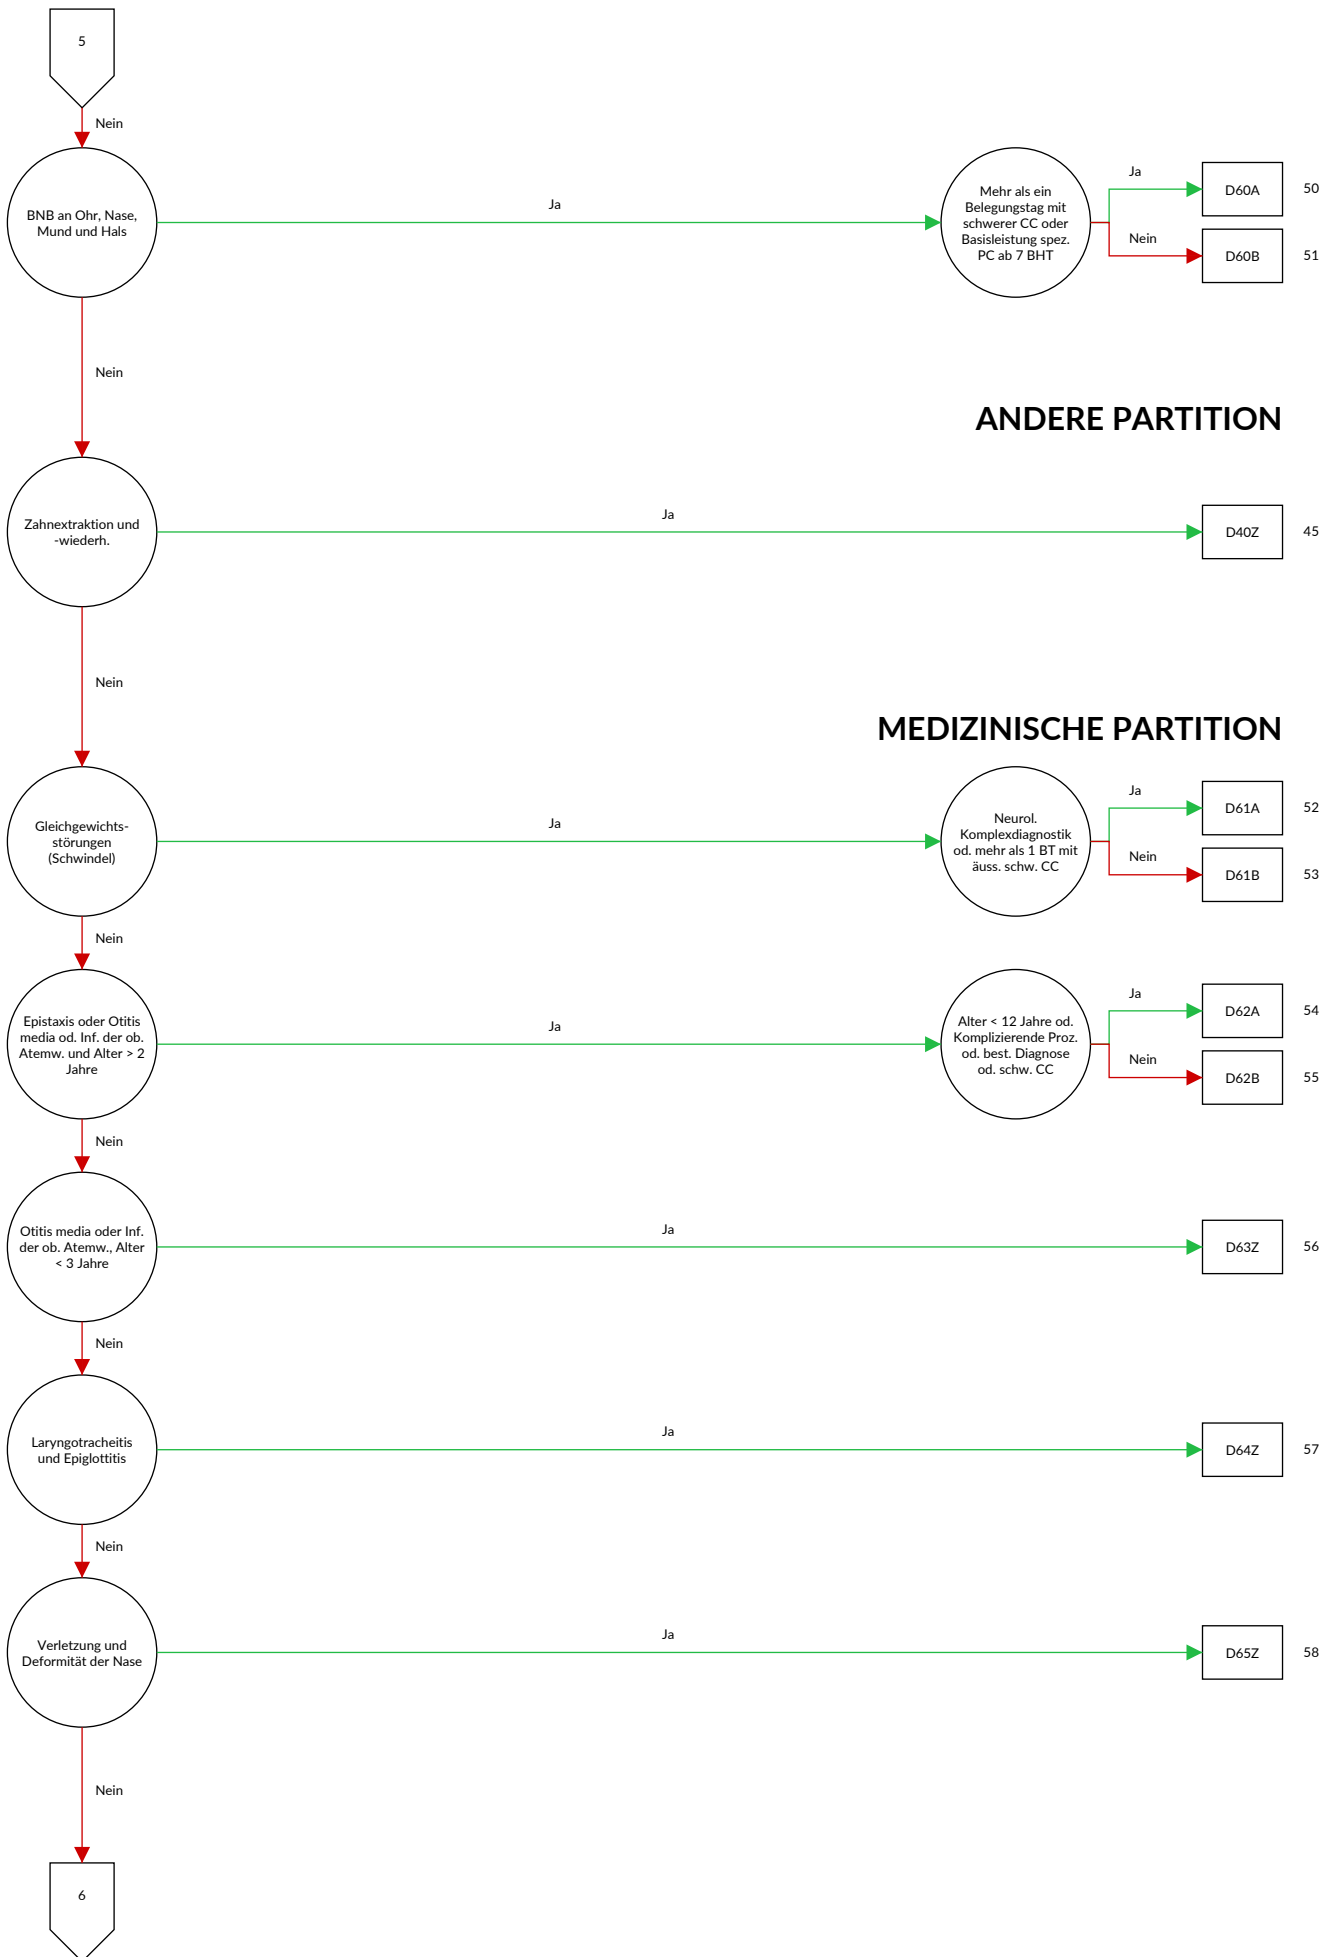 5
Nein
BNB an Ohr, Nase,
Mund und Hals
Ja
Mehr als ein
Belegungstag mit
schwerer CC oder
Basisleistung spez.
PC ab 7 BHT
Ja
D60A
50
Nein
D60B
51
Nein
ANDERE PARTITION
Zahnextraktion und
-wiederh.
Ja
D40Z
45
Nein
MEDIZINISCHE PARTITION
Gleichgewichts-
störungen
(Schwindel)
Ja
Neurol.
Komplexdiagnostik
od. mehr als 1 BT mit
äuss. schw. CC
Ja
D61A
52
Nein
D61B
53
Nein
Epistaxis oder Otitis
media od. Inf. der ob.
Atemw. und Alter > 2
Jahre
Ja
Alter < 12 Jahre od.
Komplizierende Proz.
od. best. Diagnose
od. schw. CC
Ja
D62A
54
Nein
D62B
55
Nein
Otitis media oder Inf.
der ob. Atemw., Alter
< 3 Jahre
Ja
D63Z
56
Nein
Laryngotracheitis
und Epiglottitis
Ja
D64Z
57
Nein
Verletzung und
Deformität der Nase
Ja
D65Z
58
Nein
6